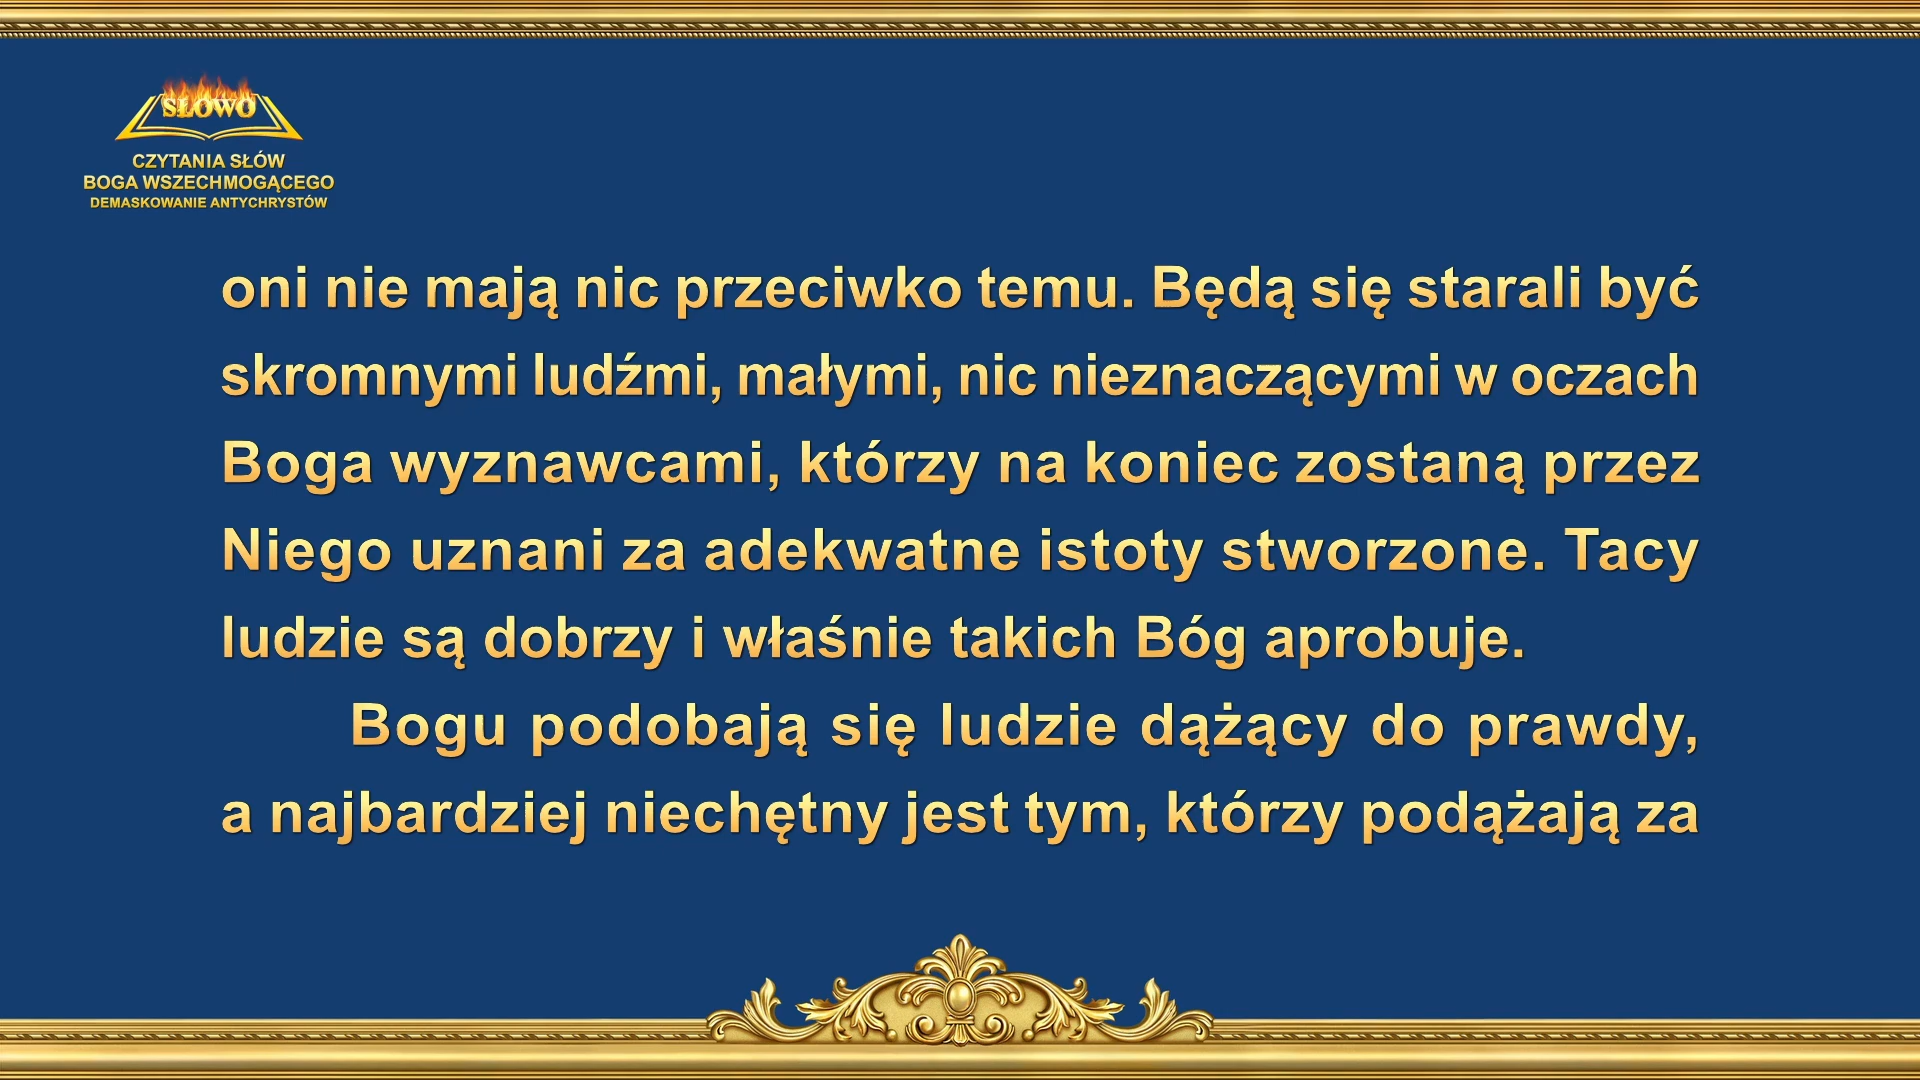 SŁOWO
CZYTANIA SŁÓW
BOGA WSZECHMOGĄCEGO
DEMASKOWANIE ANTYCHRYSTÓW
oni nie mają nic przeciwko temu. Będą się starali być
skromnymi ludźmi, małymi, nic nieznaczącymi w oczach
Boga wyznawcami, którzy na koniec zostaną przez
Niego uznani za adekwatne istoty stworzone. Tacy
ludzie są dobrzy i właśnie takich Bóg aprobuje.
Bogu podobają się ludzie dążący do prawdy,
a najbardziej niechętny jest tym, którzy podążają za